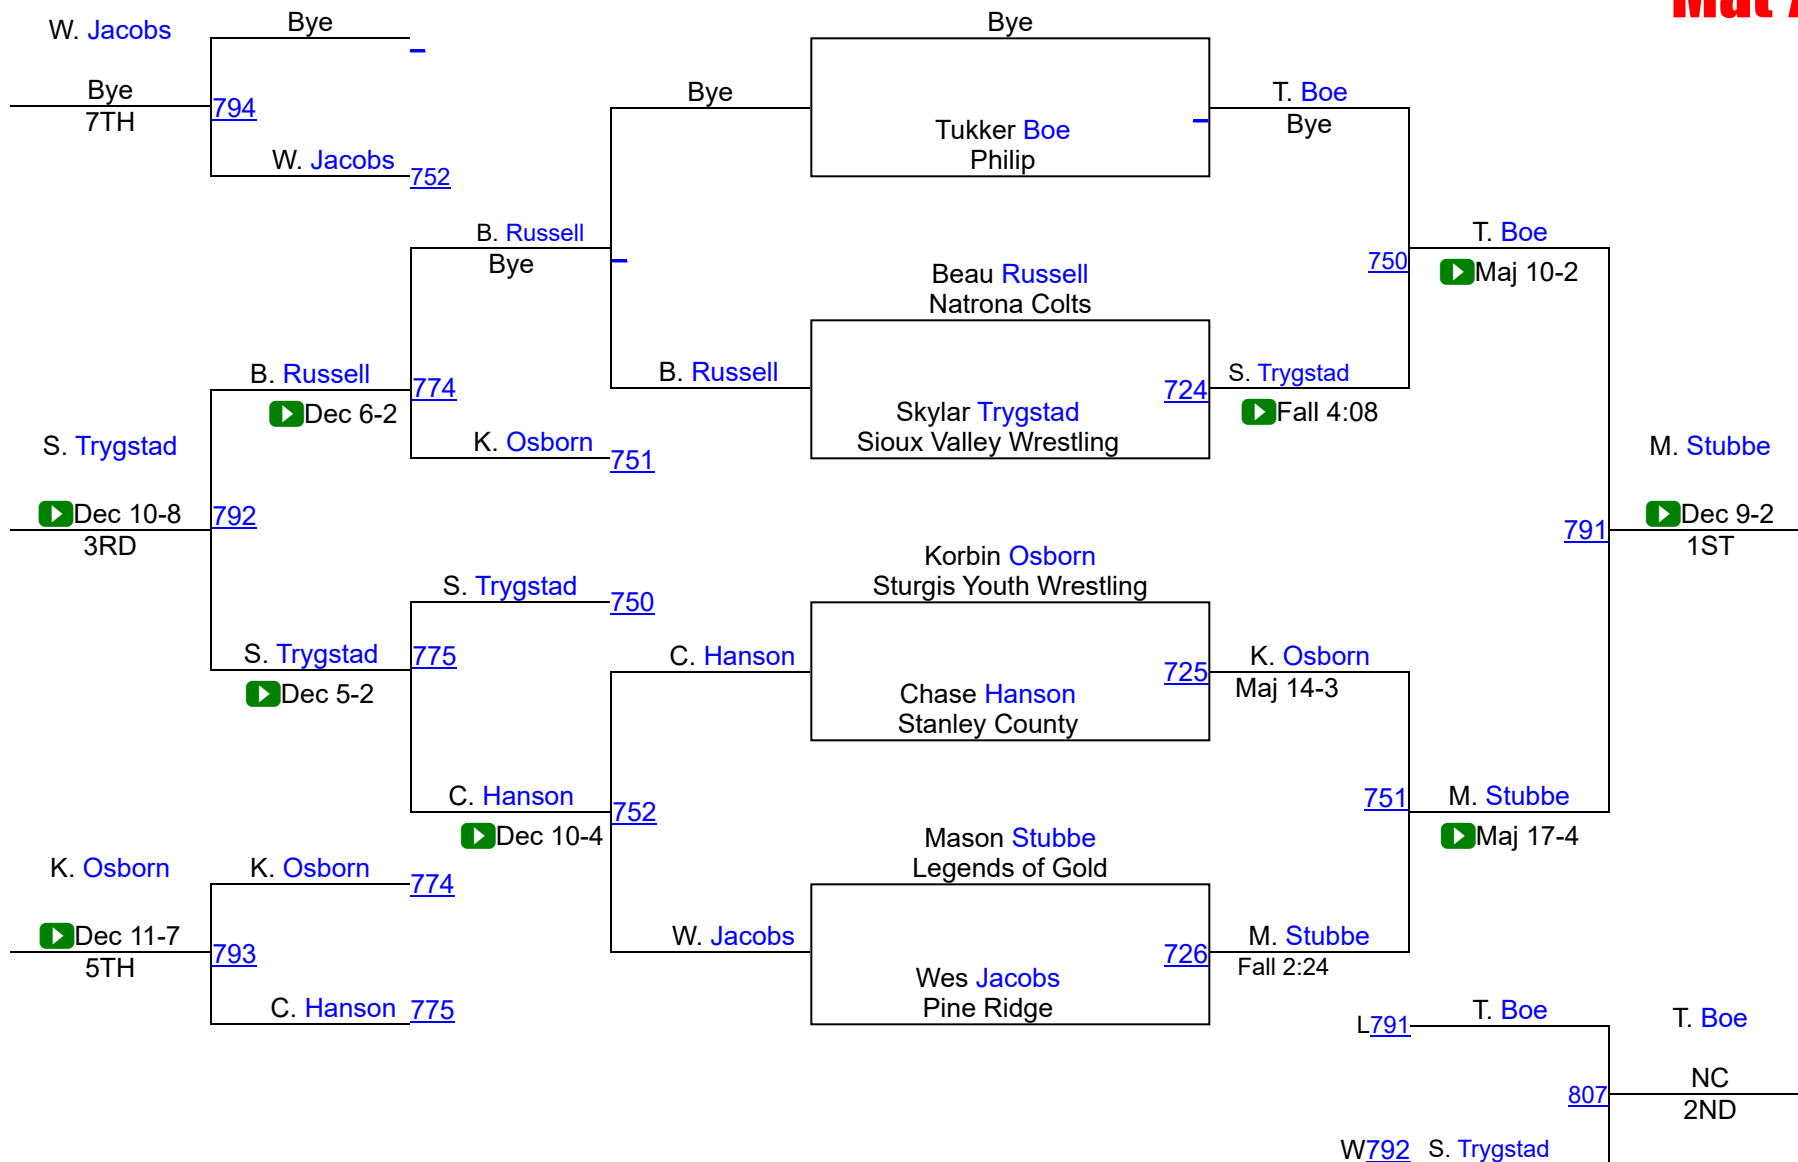 Mat
W. Jacobs
Bye
7TH
Bye
794
W. Jacobs
752
Bye
Bye
Tukker Boe
Philip
T. Boe
Bye
B. Russell
Bye
Beau Russell
Natrona Colts
B. Russell
Skylar Trygstad
Sioux Valley Wrestling
724
S. Trygstad
Fall 4:08
750
T. Boe
Maj 10-2
B. Russell
Dec 6-2
774
K. Osborn
751
S. Trygstad
Dec 10-8
3RD
792
M. Stubbe
Dec 9-2
1ST
791
S. Trygstad
750
S. Trygstad
Dec 5-2
775
C. Hanson
Korbin Osborn
Sturgis Youth Wrestling
Chase Hanson
Stanley County
725
K. Osborn
Maj 14-3
C. Hanson
Dec 10-4
752
751
M. Stubbe
Maj 17-4
Mason Stubbe
Legends of Gold
W. Jacobs
Wes Jacobs
Pine Ridge
726
M. Stubbe
Fall 2:24
K. Osborn
Dec 11-7
5TH
K. Osborn
774
793
C. Hanson
775
L791
T. Boe
T. Boe
NC
2ND
807
W792
S. Trygstad